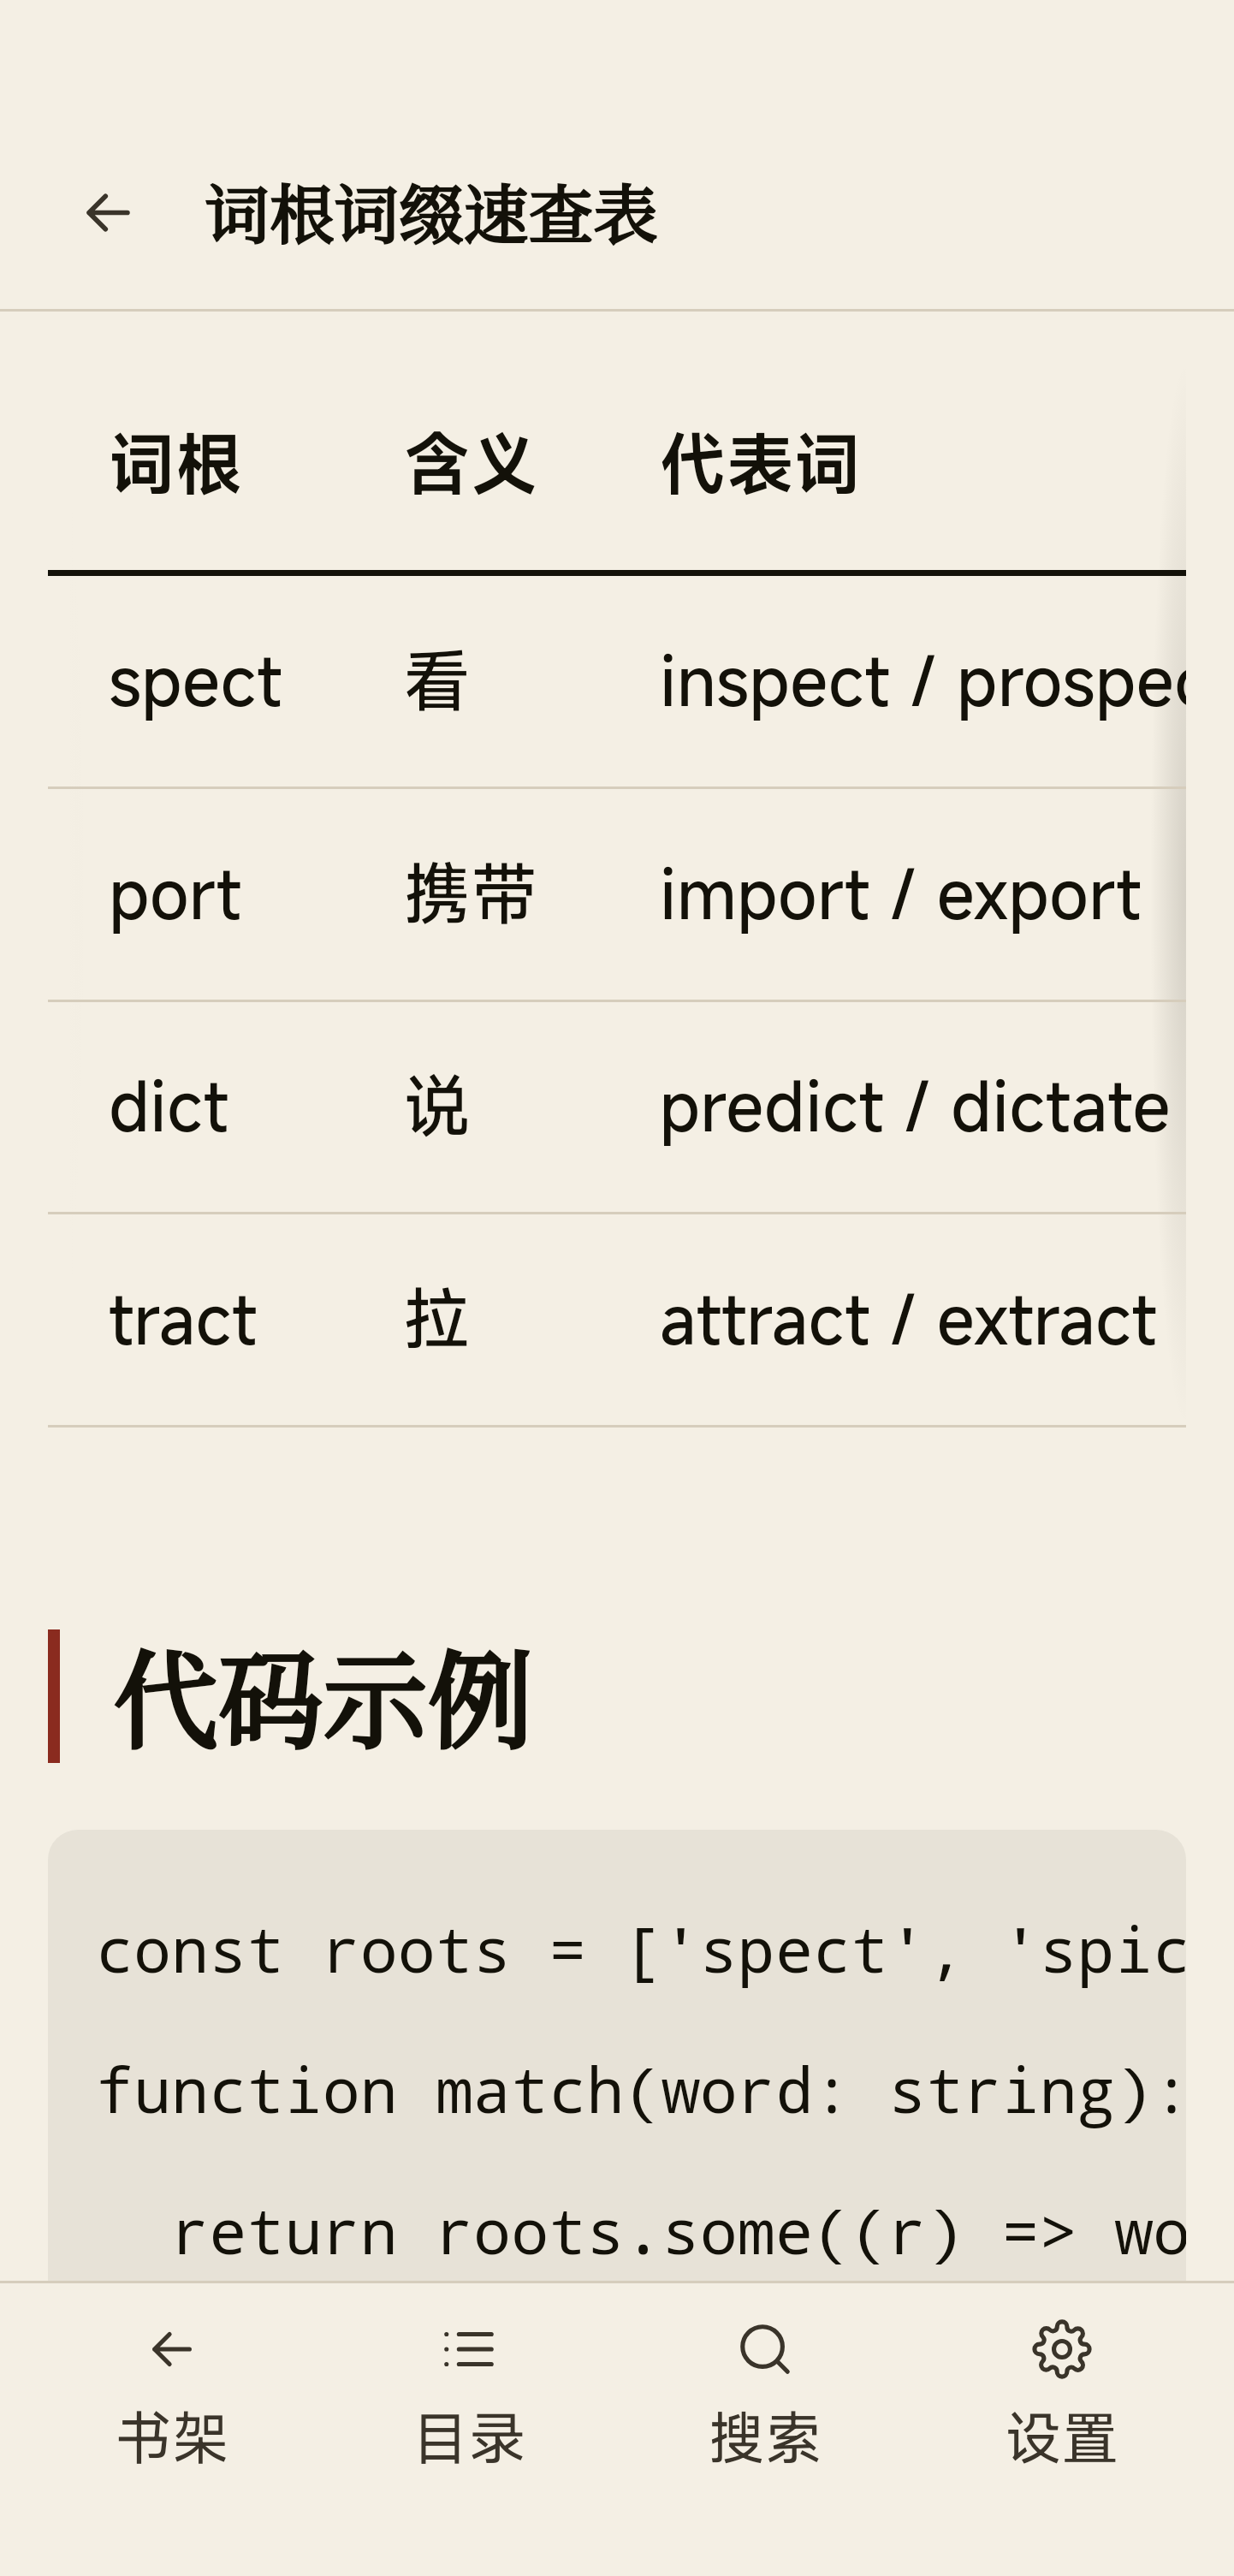 词根词缀速查表
词根 含义 代表词
spect 看 inspect / prospec
port 携带 import / export
dict 说 predict / dictate
tract 拉 attract / extract
代码示例
const roots = ['spect', 'spic
function match(word: string):
return roots.some((r) => wo
书架 目录 搜索 设置